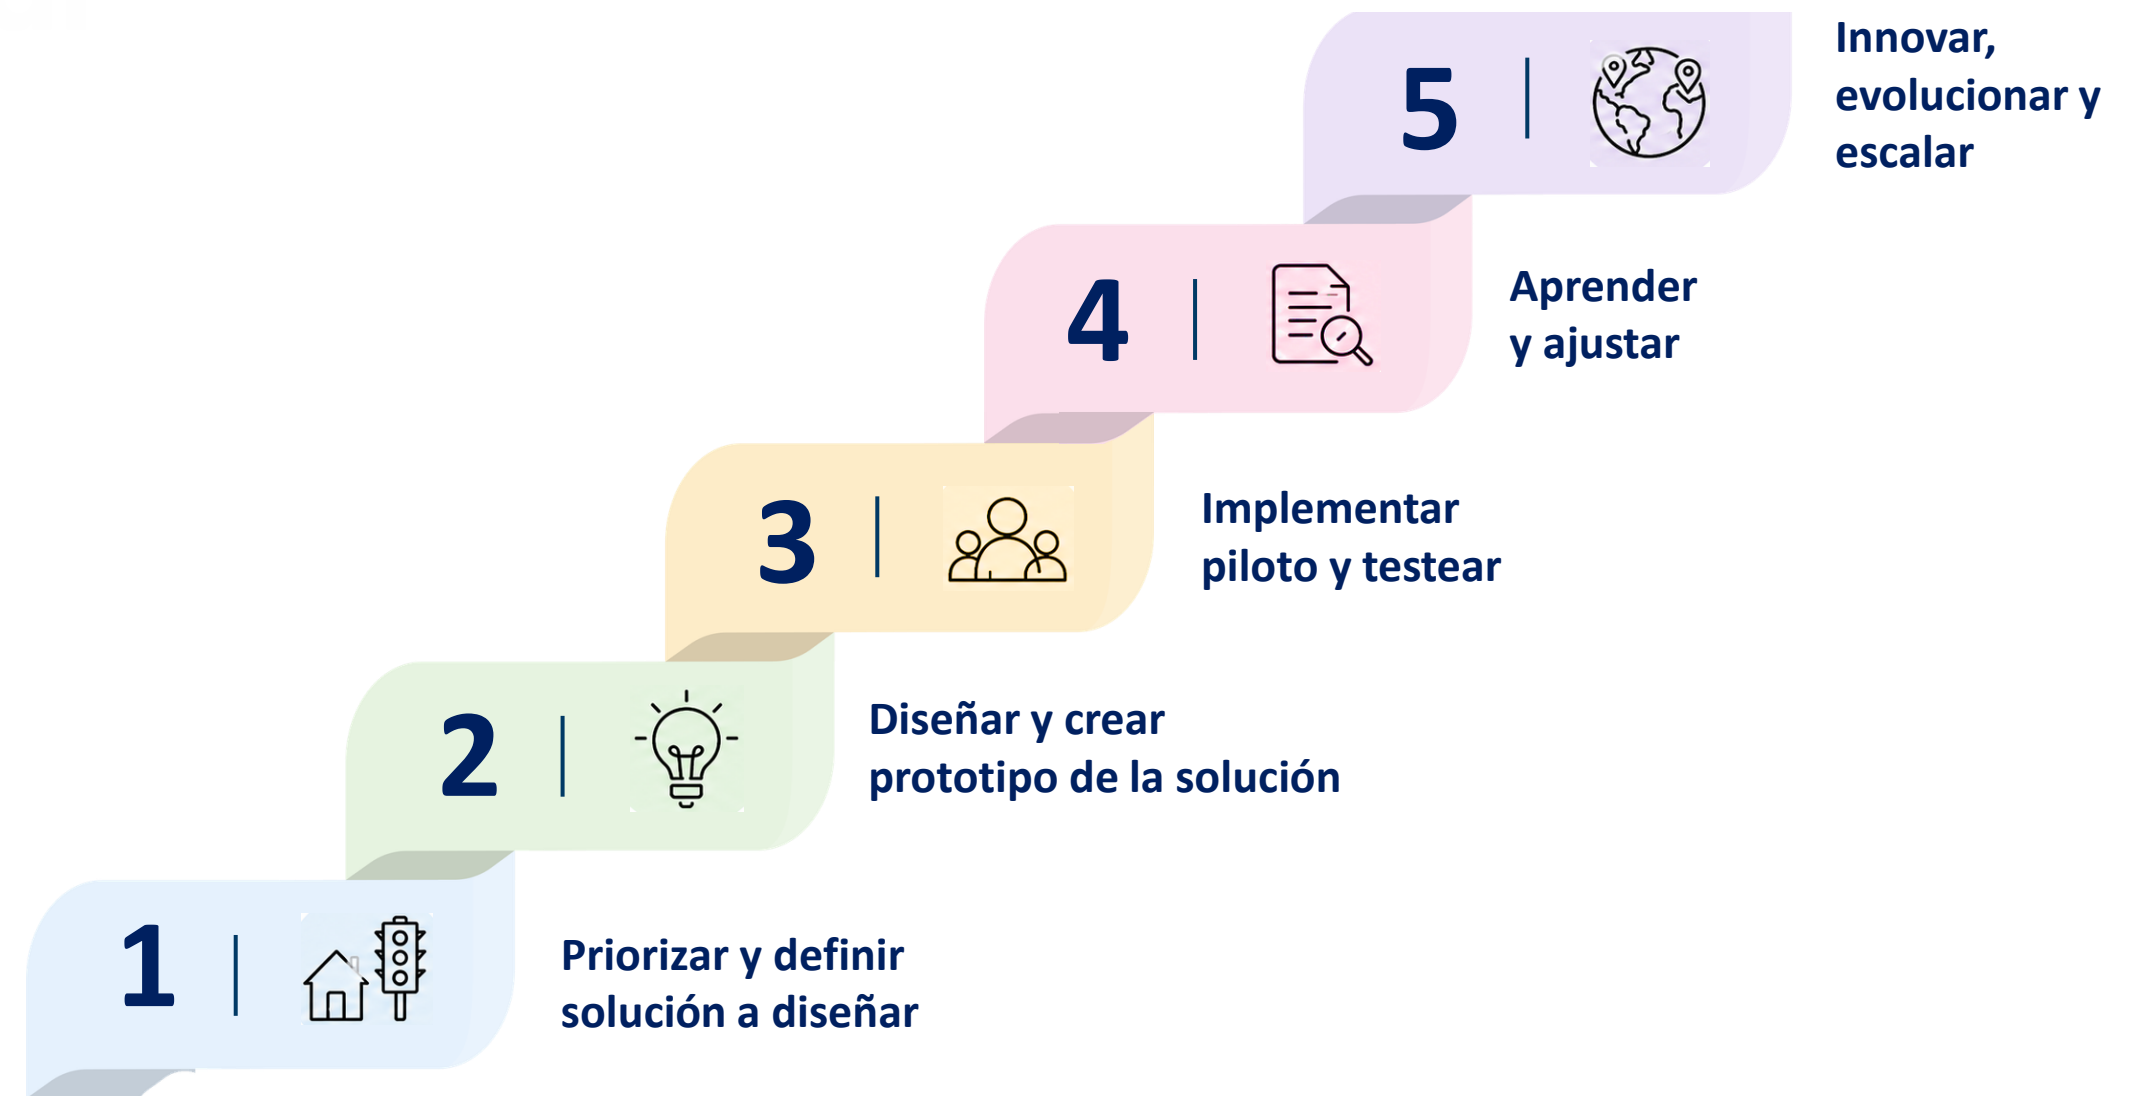 5
Innovar,
evolucionar y
escalar
4
Aprender
y ajustar
3
Implementar
piloto y testear
2
Diseñar y crear
prototipo de la solución
1
Priorizar y definir
solución a diseñar